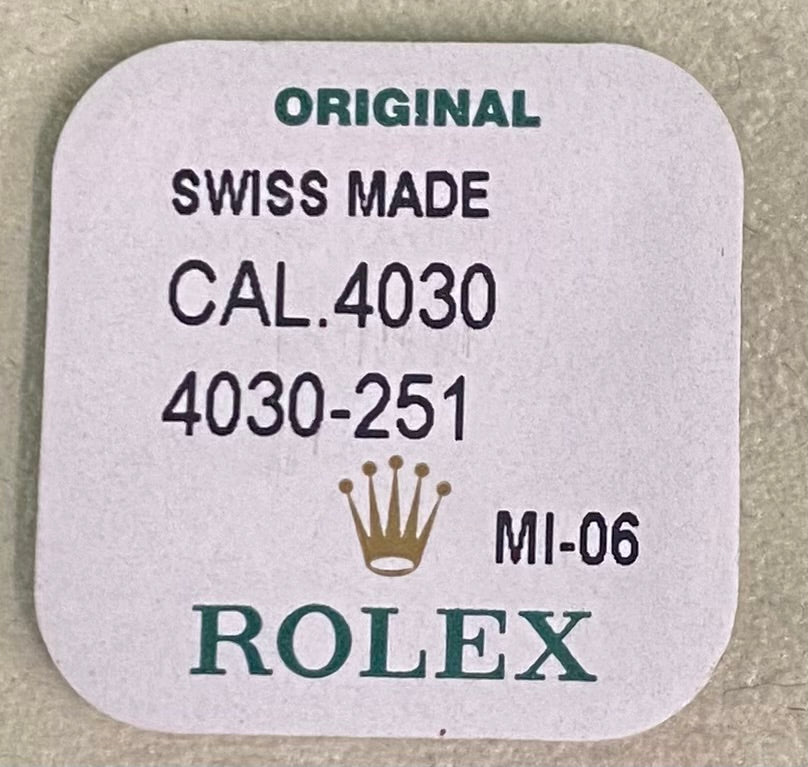 ORIGINAL
SWISS MADE
CAL.4030
4030-251
MI-06
ROLEX